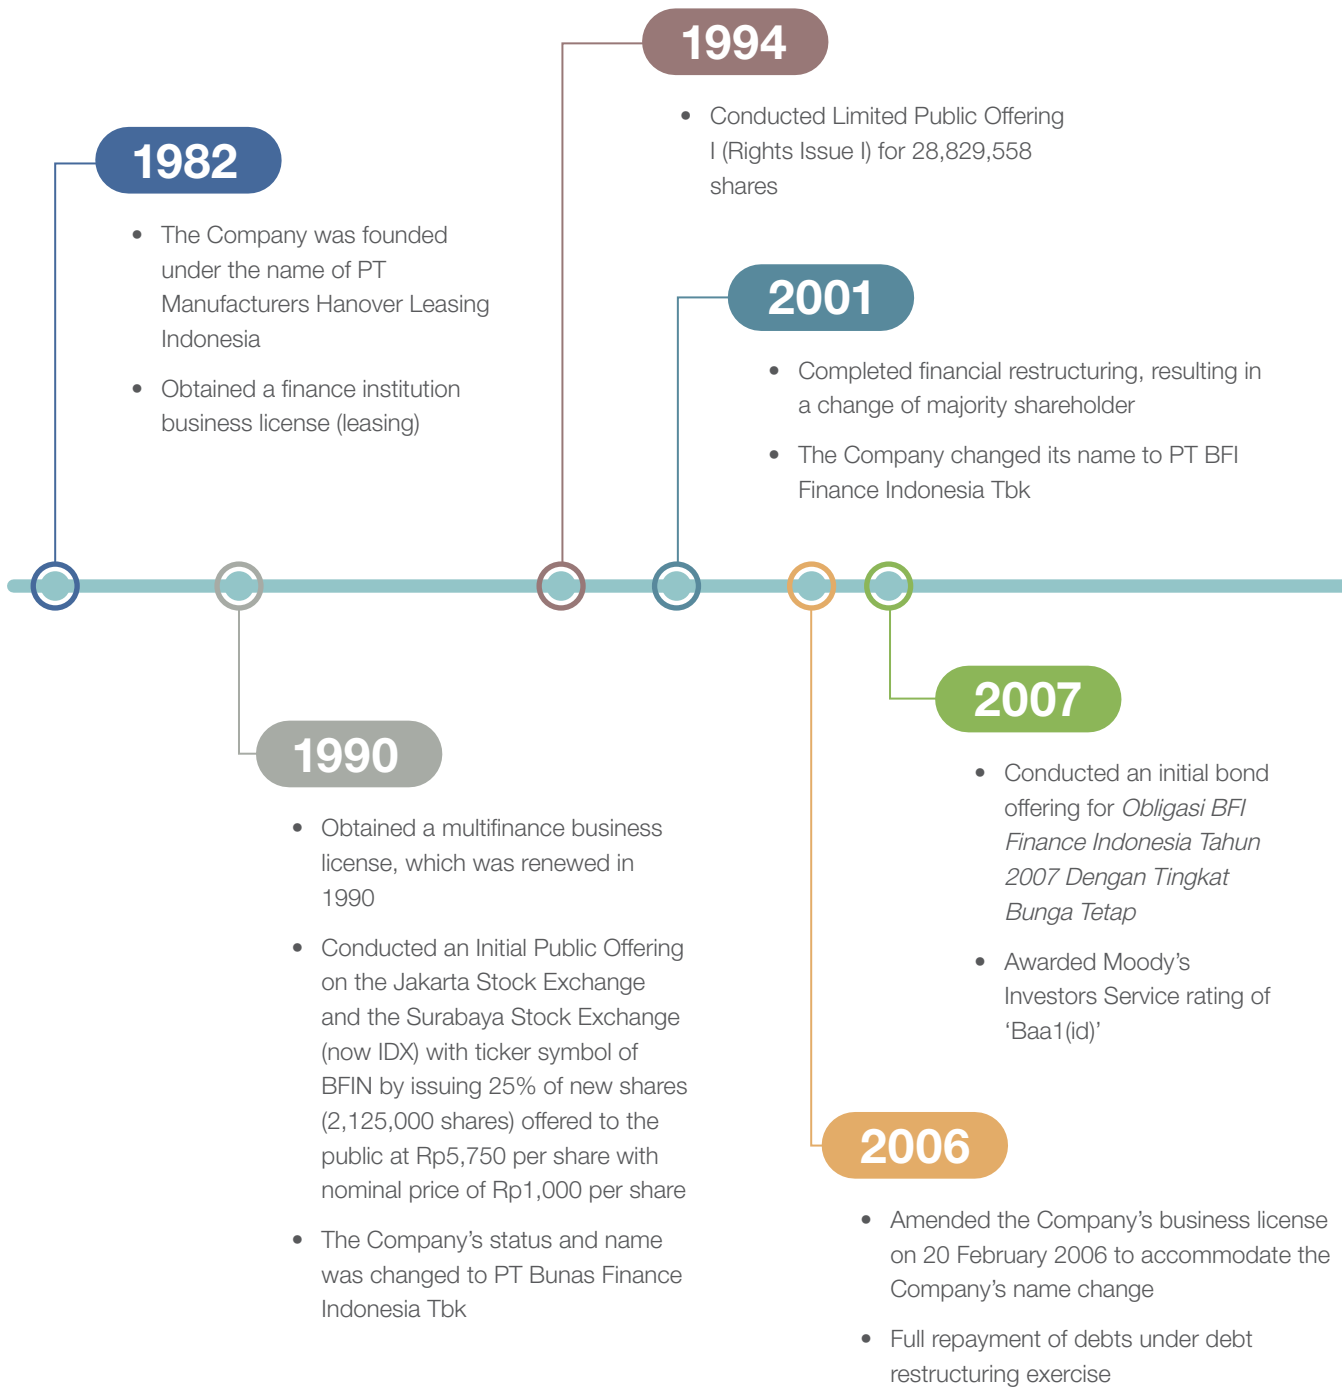 1994
• Conducted Limited Public Offering
I (Rights Issue I) for 28,829,558
shares
1982
• The Company was founded
under the name of PT
Manufacturers Hanover Leasing
Indonesia
• Obtained a finance institution
business license (leasing)
2001
• Completed financial restructuring, resulting in
a change of majority shareholder
• The Company changed its name to PT BFI
Finance Indonesia Tbk
1990
• Obtained a multifinance business
license, which was renewed in
1990
• Conducted an Initial Public Offering
on the Jakarta Stock Exchange
and the Surabaya Stock Exchange
(now IDX) with ticker symbol of
BFIN by issuing 25% of new shares
(2,125,000 shares) offered to the
public at Rp5,750 per share with
nominal price of Rp1,000 per share
• The Company’s status and name
was changed to PT Bunas Finance
Indonesia Tbk
2007
• Conducted an initial bond
offering for Obligasi BFI
Finance Indonesia Tahun
2007 Dengan Tingkat
Bunga Tetap
• Awarded Moody’s
Investors Service rating of
‘Baa1(id)’
2006
• Amended the Company’s business license
on 20 February 2006 to accommodate the
Company’s name change
• Full repayment of debts under debt
restructuring exercise